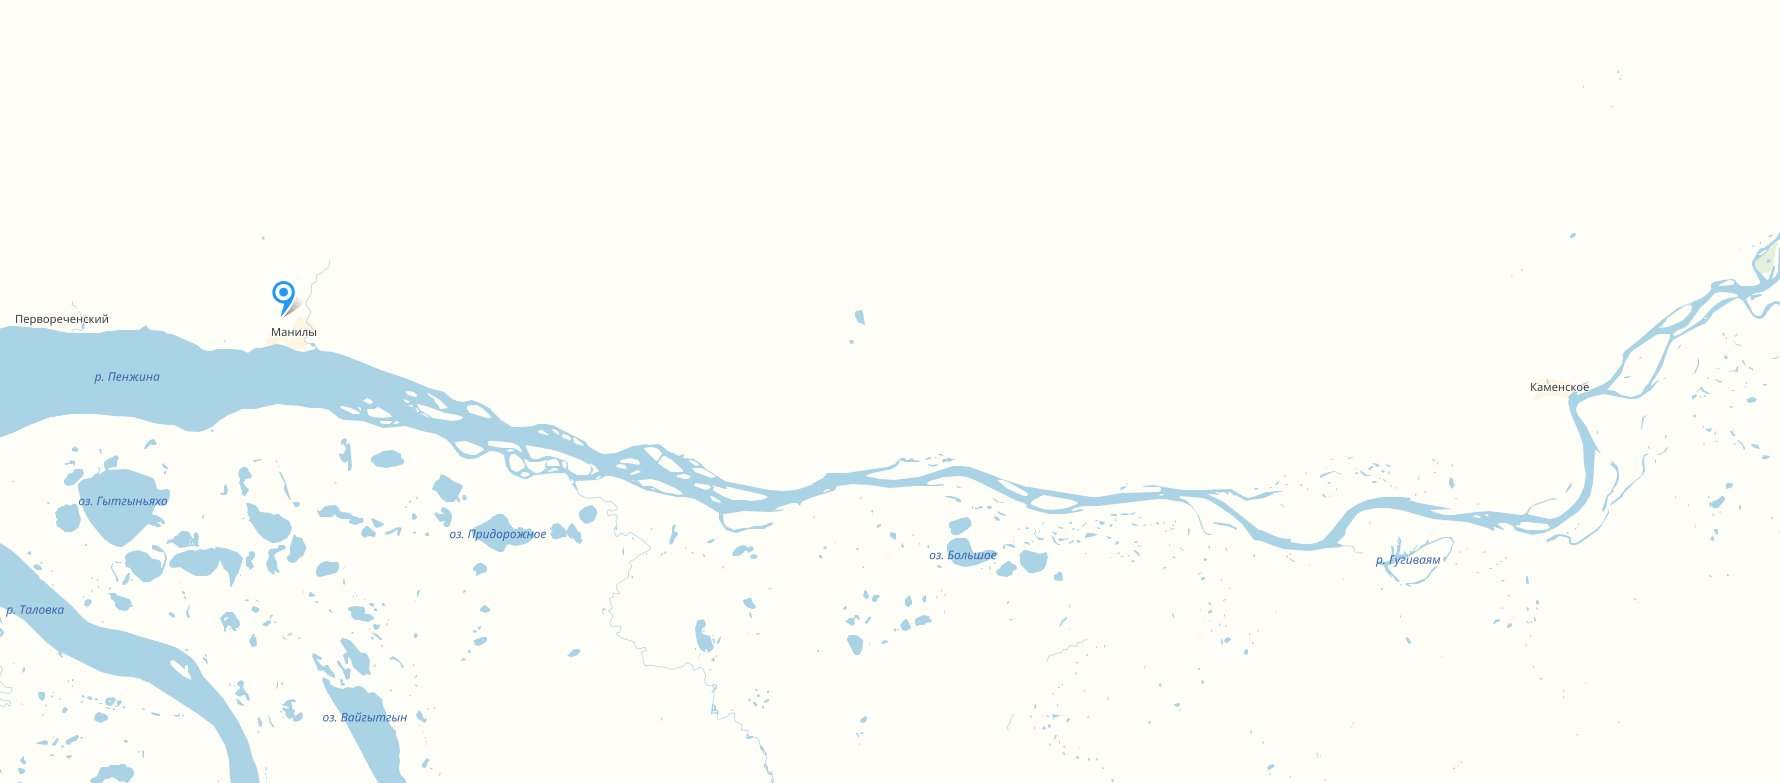 Первореченский
Манилы
р. Пенжина
Каменское
оз. Гытгыньяхо
оз. Придорожное
оз. Большое
р. Гугиваям
р. Таловка
оз. Вайгытгын